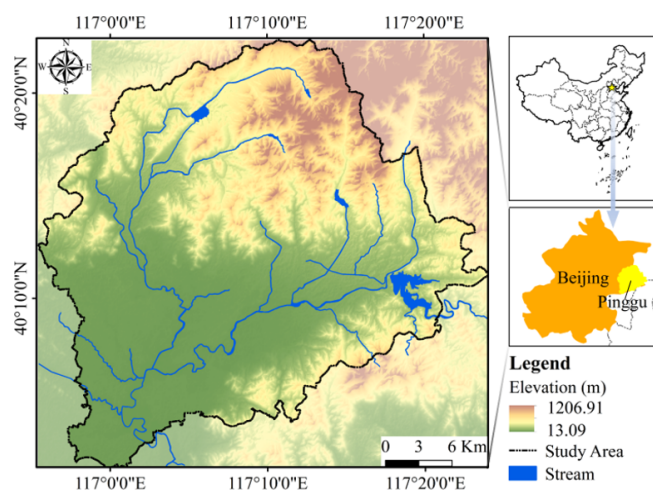 117°0′0″E 117°10′0″E 117°20′0″E
N
W E
S
40°20′0″N
40°10′0″N
Beijing
Pinggu
Legend
Elevation (m)
1206.91
13.09
Study Area
Stream
0 3 6 Km
117°0′0″E 117°10′0″E 117°20′0″E